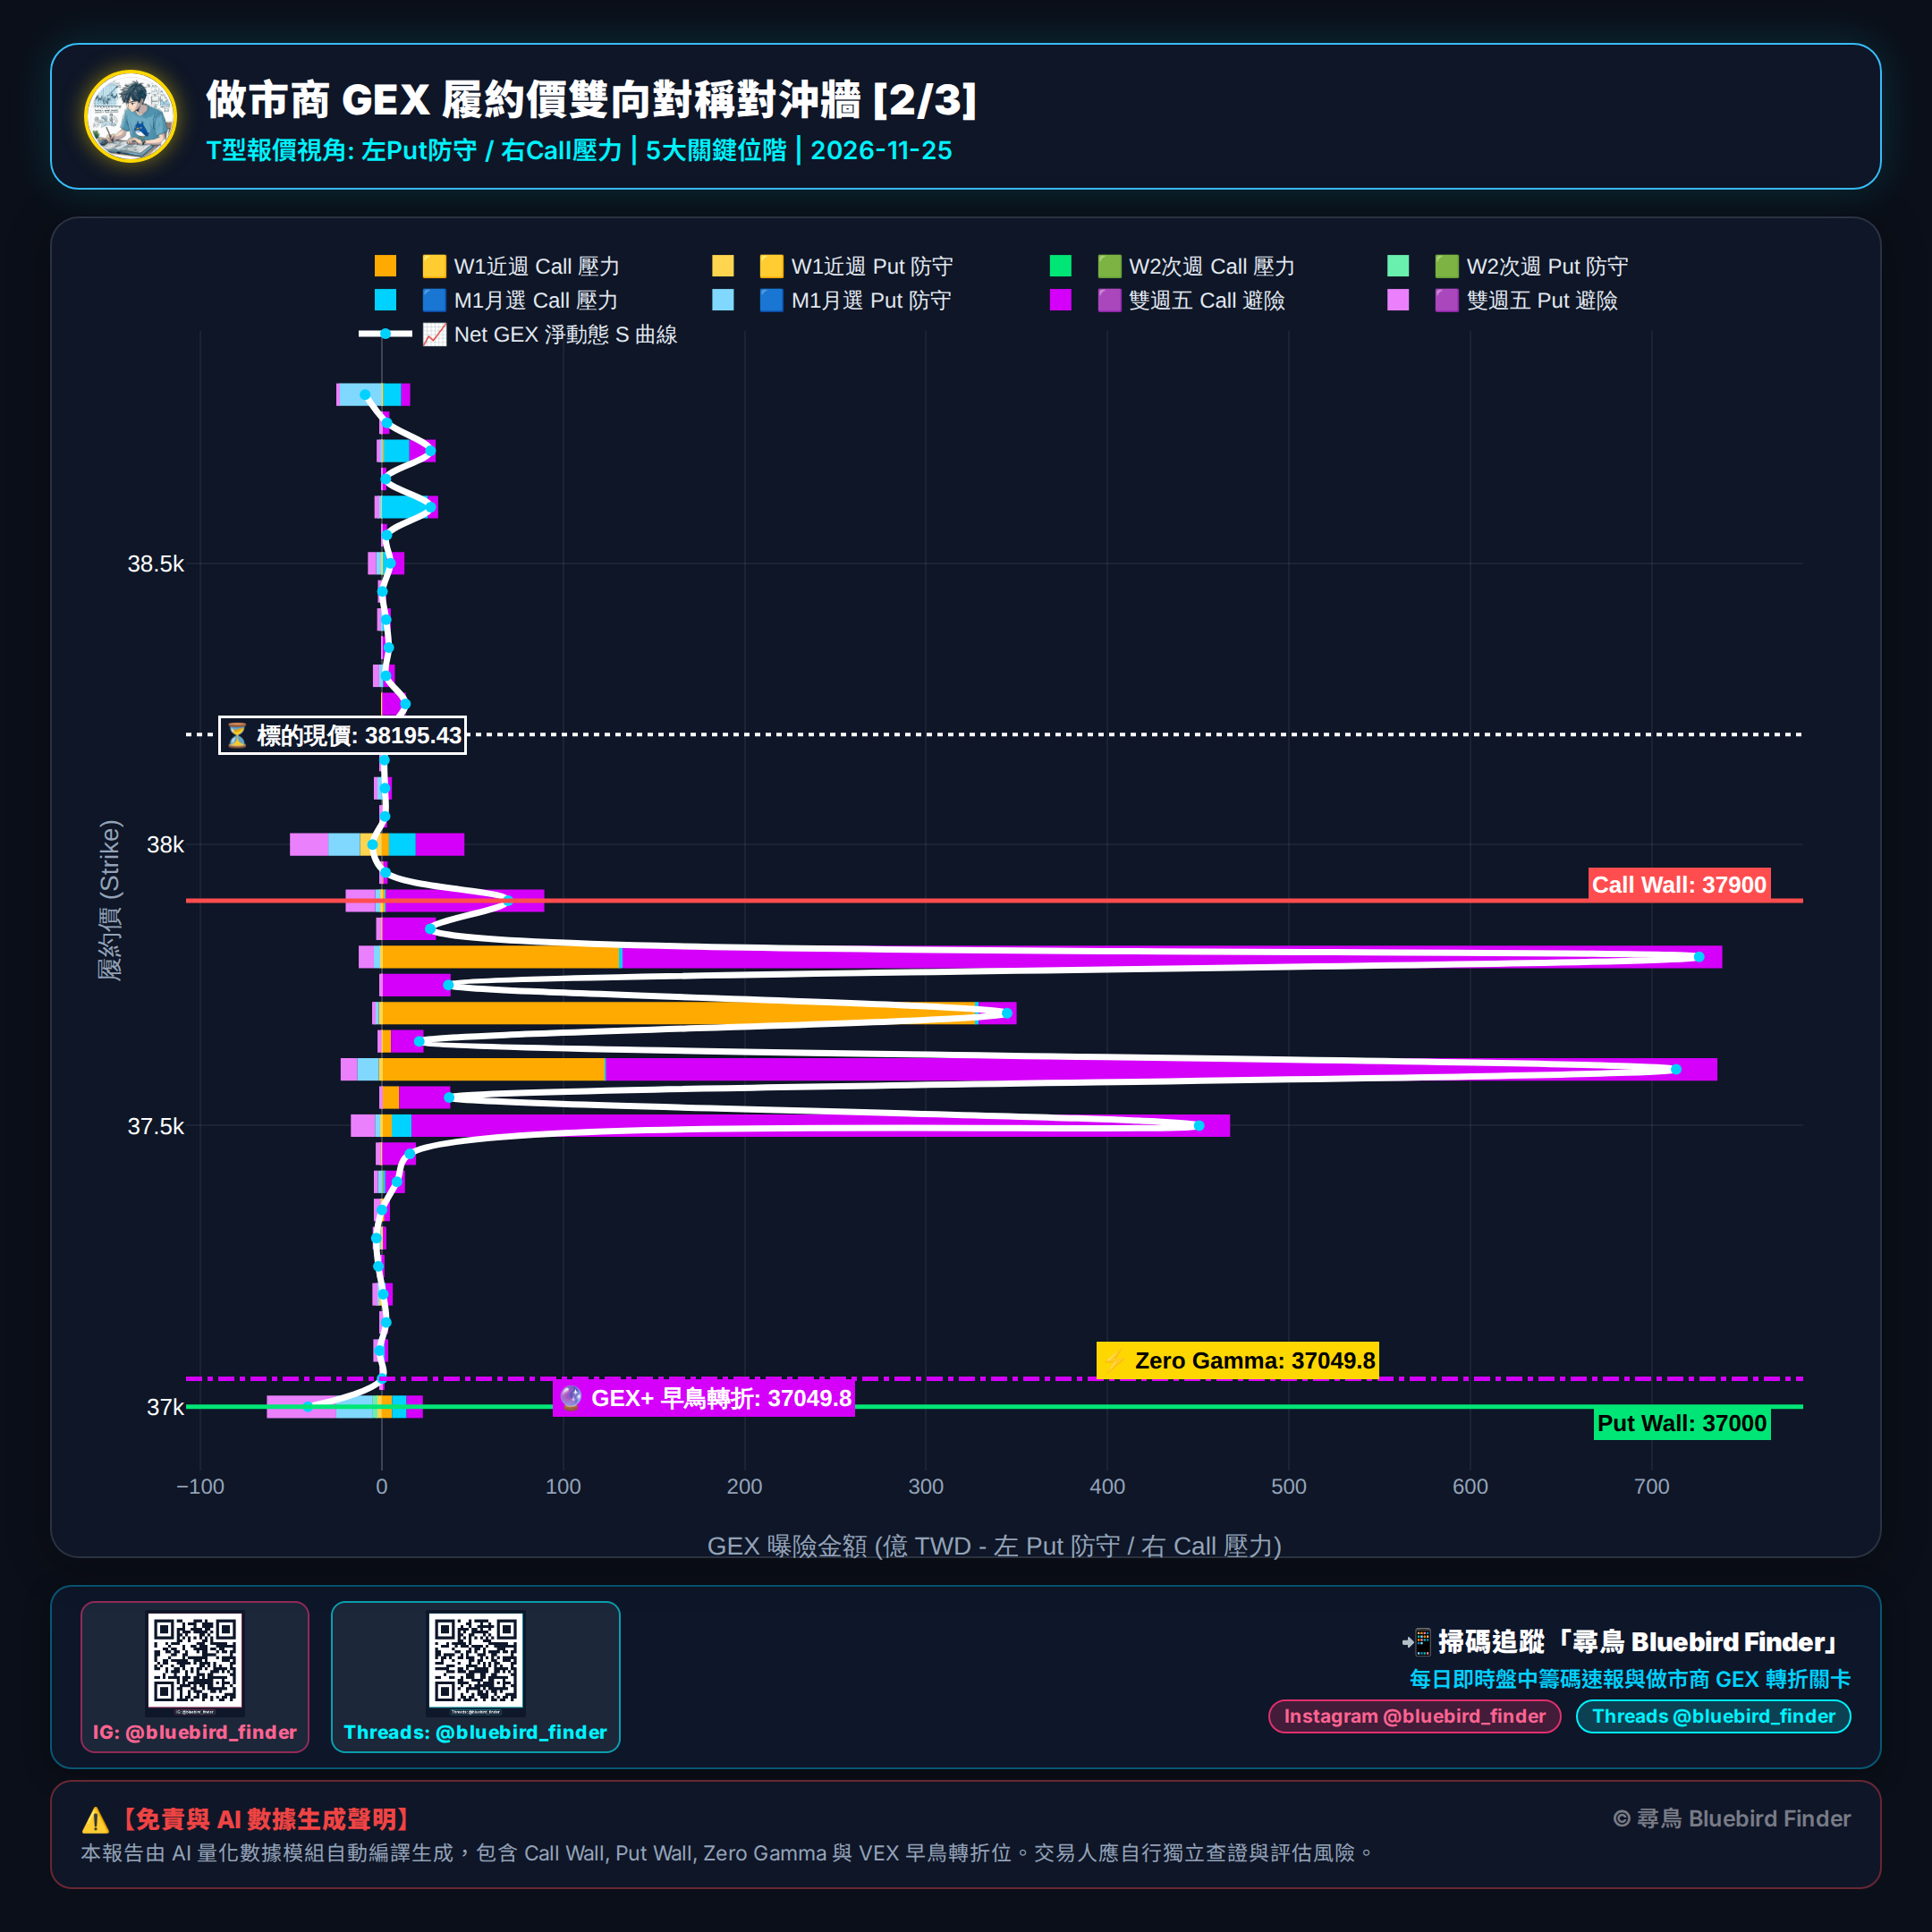 做市商 GEX 履約價雙向對稱對沖牆 [2/3]
T型報價視角: 左Put防守 / 右Call壓力 | 5大關鍵位階 | 2026-11-25
🟨 W1近週 Call 壓力
🟨 W1近週 Put 防守
🟩 W2次週 Call 壓力
🟩 W2次週 Put 防守
🟦 M1月選 Call 壓力
🟦 M1月選 Put 防守
🟪 雙週五 Call 避險
🟪 雙週五 Put 避險
📈 Net GEX 淨動態 S 曲線
38.5k
⏳ 標的現價: 38195.43
38k
履約價 (Strike)
Call Wall: 37900
37.5k
⚡ Zero Gamma: 37049.8
🔮 GEX+ 早鳥轉折: 37049.8
37k
Put Wall: 37000
−100
0
100
200
300
400
500
600
700
GEX 曝險金額 (億 TWD - 左 Put 防守 / 右 Call 壓力)
IG: @bluebird_finder
Threads: @bluebird_finder
IG: @bluebird_finder
Threads: @bluebird_finder
📲 掃碼追蹤「尋鳥 Bluebird Finder」
每日即時盤中籌碼速報與做市商 GEX 轉折關卡
Instagram @bluebird_finder
Threads @bluebird_finder
⚠️【免責與 AI 數據生成聲明】
© 尋鳥 Bluebird Finder
本報告由 AI 量化數據模組自動編譯生成，包含 Call Wall, Put Wall, Zero Gamma 與 VEX 早鳥轉折位。交易人應自行獨立查證與評估風險。